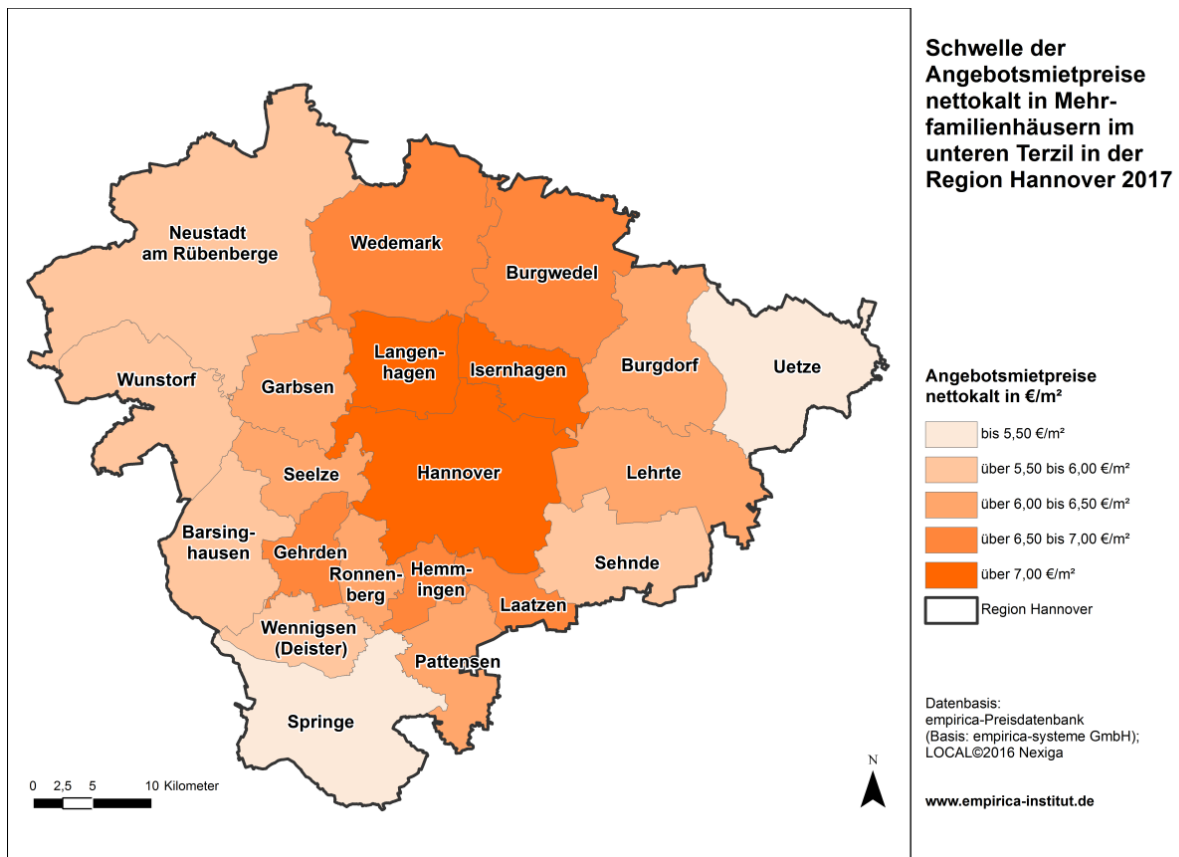 Schwelle der
Angebotsmietpreise
nettokalt in Mehr-
familienhäusern im
unteren Terzil in der
Region Hannover 2017
Neustadt
am Rübenberge
Wedemark
Burgwedel
Langen-
hagen
Isernhagen
Burgdorf
Uetze
Wunstorf
Garbsen
Seelze
Hannover
Lehrte
Barsing-
hausen
Gehrden
Ronnen-
berg
Hemm-
ingen
Sehnde
Laatzen
Wennigsen
(Deister)
Pattensen
Springe
Angebotsmietpreise
nettokalt in €/m²
bis 5,50 €/m²
über 5,50 bis 6,00 €/m²
über 6,00 bis 6,50 €/m²
über 6,50 bis 7,00 €/m²
über 7,00 €/m²
Region Hannover
Datenbasis:
empirica-Preisdatenbank
(Basis: empirica-systeme GmbH);
LOCAL©2016 Nexiga
www.empirica-institut.de
0 2,5 5 10 Kilometer
N